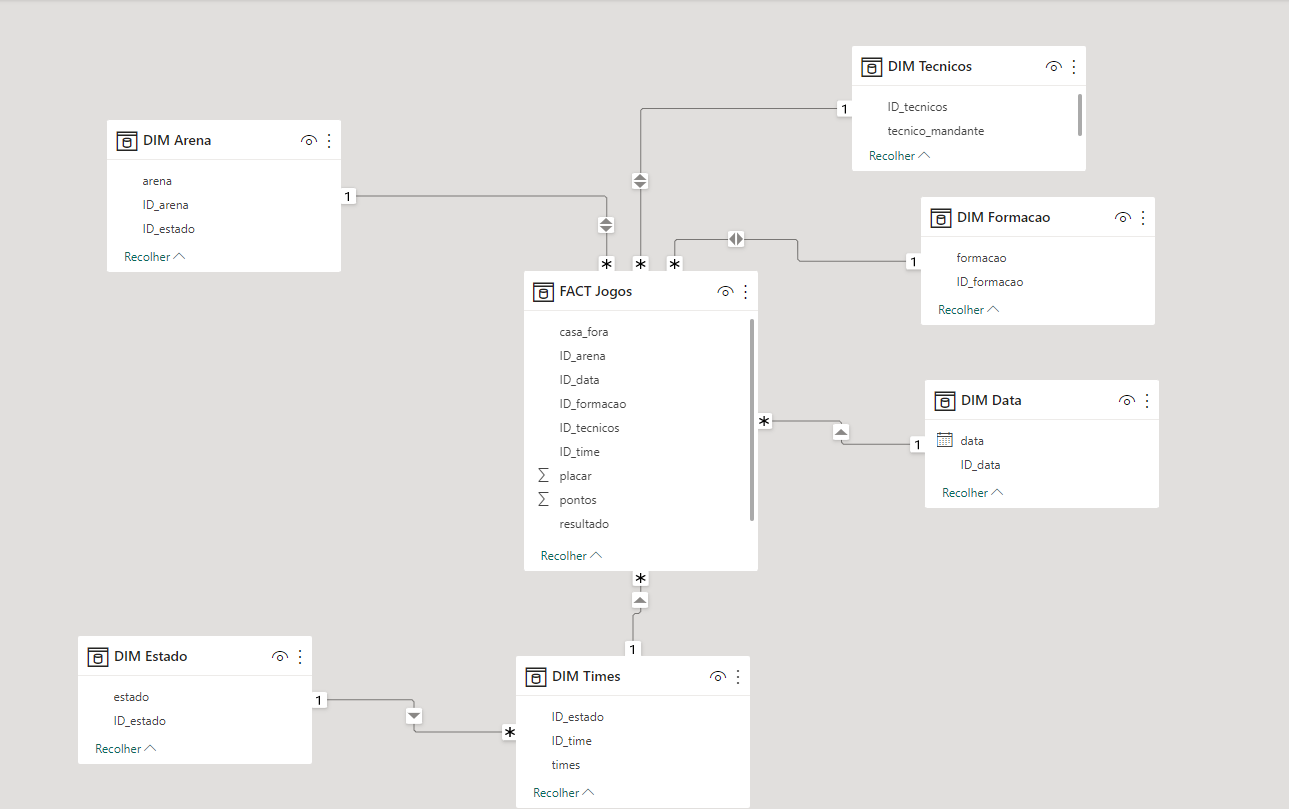 DIM Tecnicos
ID_tecnicos
tecnico_mandante
Recolher
DIM Arena
arena
ID_arena
ID_estado
Recolher
1
1
DIM Formacao
formacao
ID_formacao
Recolher
1
* * *
FACT Jogos
casa_fora
ID_arena
ID_data
ID_formacao
ID_tecnicos
ID_time
placar
pontos
resultado
Recolher
*
1
DIM Data
data
ID_data
Recolher
*
1
DIM Estado
estado
ID_estado
Recolher
1
*
DIM Times
ID_estado
ID_time
times
Recolher